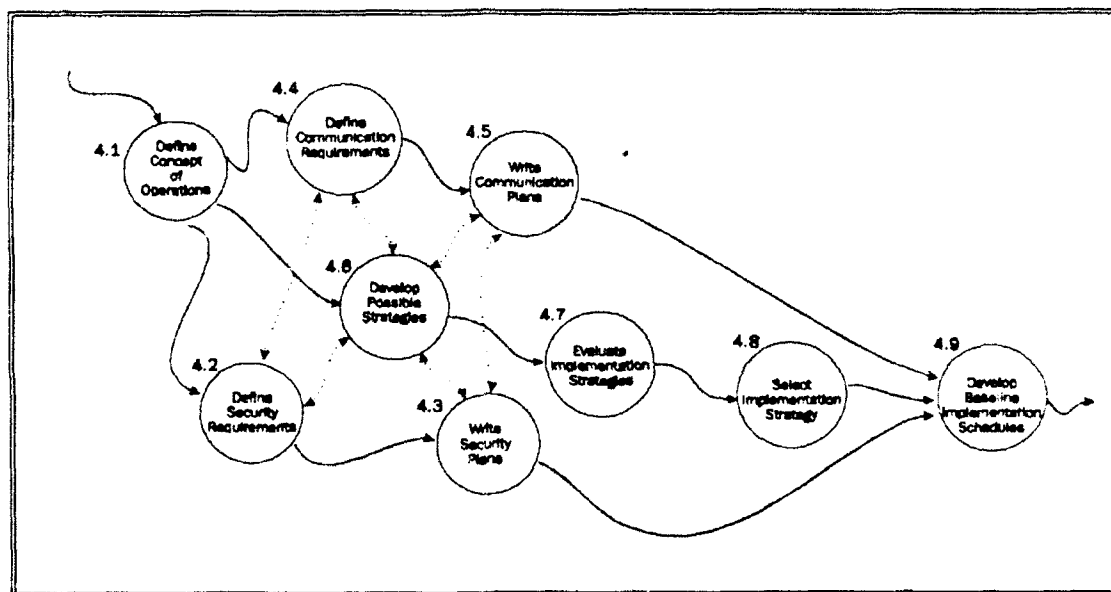 4.1
Define
Concept
of
Operations
4.2
Define
Security
Requirements
4.3
Write
Security
Plans
4.4
Define
Communication
Requirements
4.5
Write
Communication
Plans
4.6
Develop
Possible
Strategies
4.7
Evaluate
Implementation
Strategies
4.8
Select
Implementation
Strategy
4.9
Develop
Baseline
Implementation
Schedules